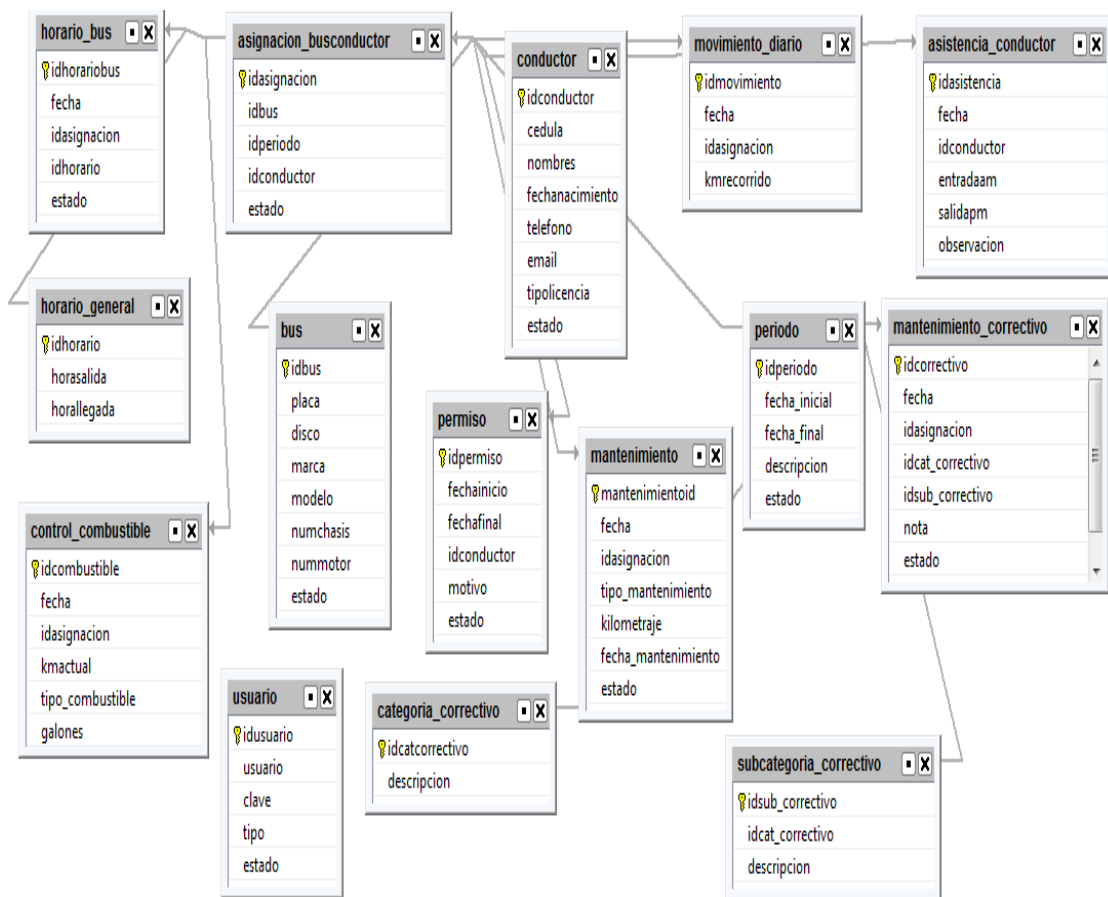 horario_bus
idhorariobus
fecha
idasignacion
idhorario
estado
asignacion_busconductor
idasignacion
idbus
idperiodo
idconductor
estado
conductor
idconductor
cedula
nombres
fechanacimiento
telefono
email
tipolicencia
estado
movimiento_diario
idmovimiento
fecha
idasignacion
kmrecorrido
asistencia_conductor
idasistencia
fecha
idconductor
entradaam
salidapm
observacion
horario_general
idhorario
horasalida
horallegada
bus
idbus
placa
disco
marca
modelo
numchasis
nummotor
estado
permiso
idpermiso
fechainicio
fechafinal
idconductor
motivo
estado
mantenimiento
mantenimientoid
fecha
idasignacion
tipo_mantenimiento
kilometraje
fecha_mantenimiento
estado
periodo
idperiodo
fecha_inicial
fecha_final
descripcion
estado
mantenimiento_correctivo
idcorrectivo
fecha
idasignacion
idcat_correctivo
idsub_correctivo
nota
estado
control_combustible
idcombustible
fecha
idasignacion
kmactual
tipo_combustible
galones
usuario
idusuario
usuario
clave
tipo
estado
categoria_correctivo
idcatcorrectivo
descripcion
subcategoria_correctivo
idsub_correctivo
idcat_correctivo
descripcion